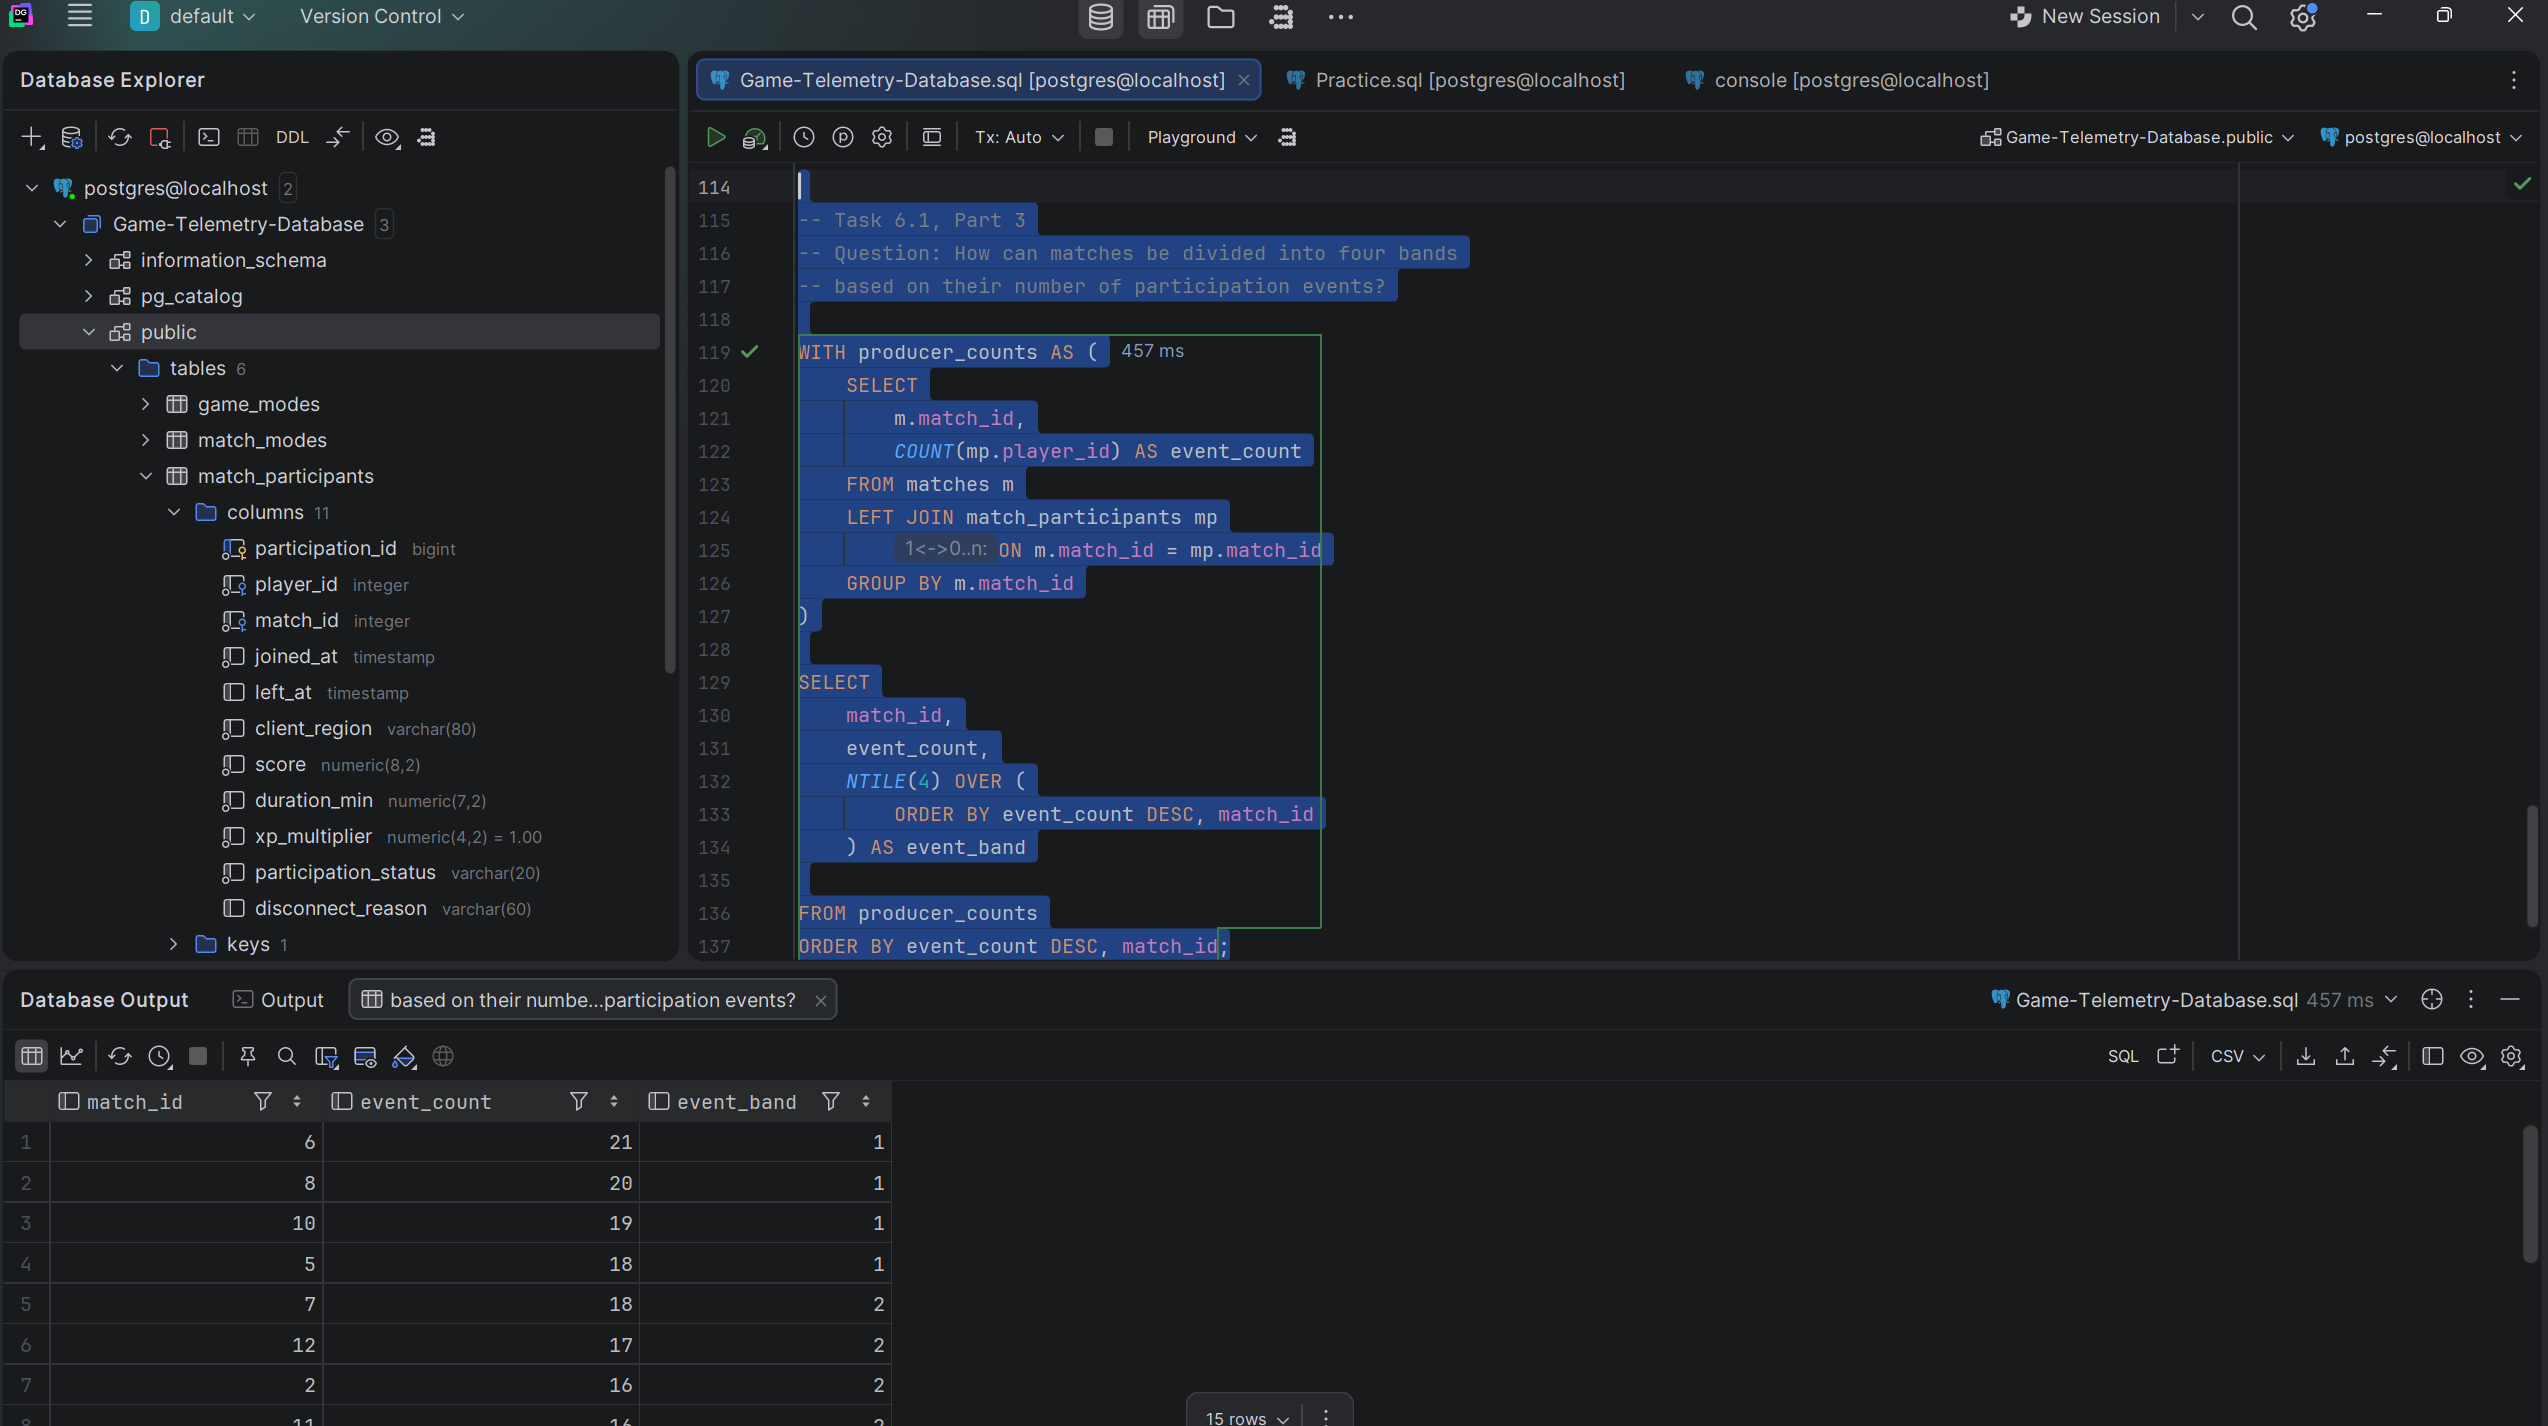 DG
D default
Version Control
New Session
Database Explorer
DDL
postgres@localhost 2
Game-Telemetry-Database 3
information_schema
pg_catalog
public
tables 6
game_modes
match_modes
match_participants
columns 11
participation_id bigint
player_id integer
match_id integer
joined_at timestamp
left_at timestamp
client_region varchar(80)
score numeric(8,2)
duration_min numeric(7,2)
xp_multiplier numeric(4,2) = 1.00
participation_status varchar(20)
disconnect_reason varchar(60)
keys 1
Game-Telemetry-Database.sql [postgres@localhost]
Practice.sql [postgres@localhost]
console [postgres@localhost]
Tx: Auto
Playground
Game-Telemetry-Database.public
postgres@localhost
114
115 -- Task 6.1, Part 3
116 -- Question: How can matches be divided into four bands
117 -- based on their number of participation events?
118
119 WITH producer_counts AS ( 457 ms
120 SELECT
121 m.match_id,
122 COUNT(mp.player_id) AS event_count
123 FROM matches m
124 LEFT JOIN match_participants mp
125 1<->0..n: ON m.match_id = mp.match_id
126 GROUP BY m.match_id
127 )
128
129 SELECT
130 match_id,
131 event_count,
132 NTILE(4) OVER (
133 ORDER BY event_count DESC, match_id
134 ) AS event_band
135
136 FROM producer_counts
137 ORDER BY event_count DESC, match_id;
Database Output
Output
based on their numbe...participation events?
Game-Telemetry-Database.sql 457 ms
SQL
CSV
match_id event_count event_band
1 6 21 1
2 8 20 1
3 10 19 1
4 5 18 1
5 7 18 2
6 12 17 2
7 2 16 2
8 11 16 2
15 rows